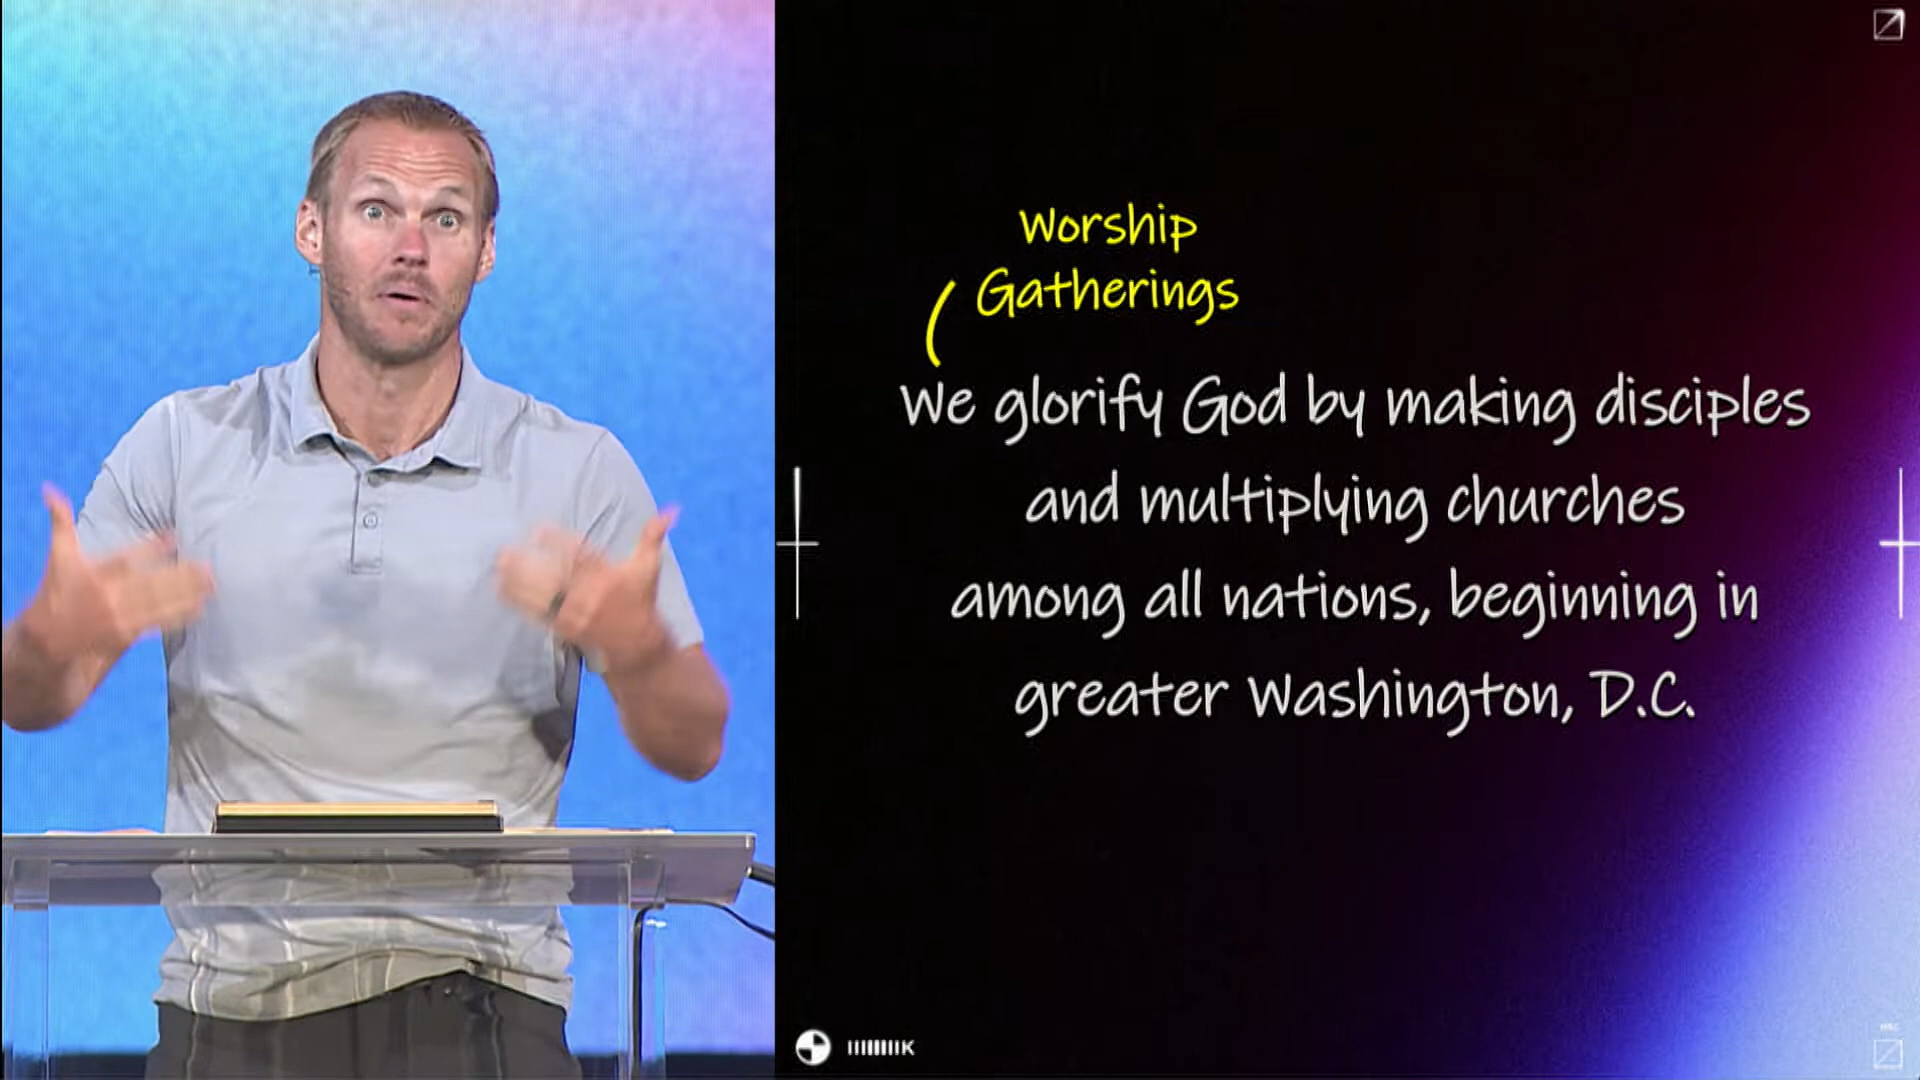 Worship
Gatherings
We glorify God by making disciples
and multiplying churches
among all nations, beginning in
greater Washington, D.C.